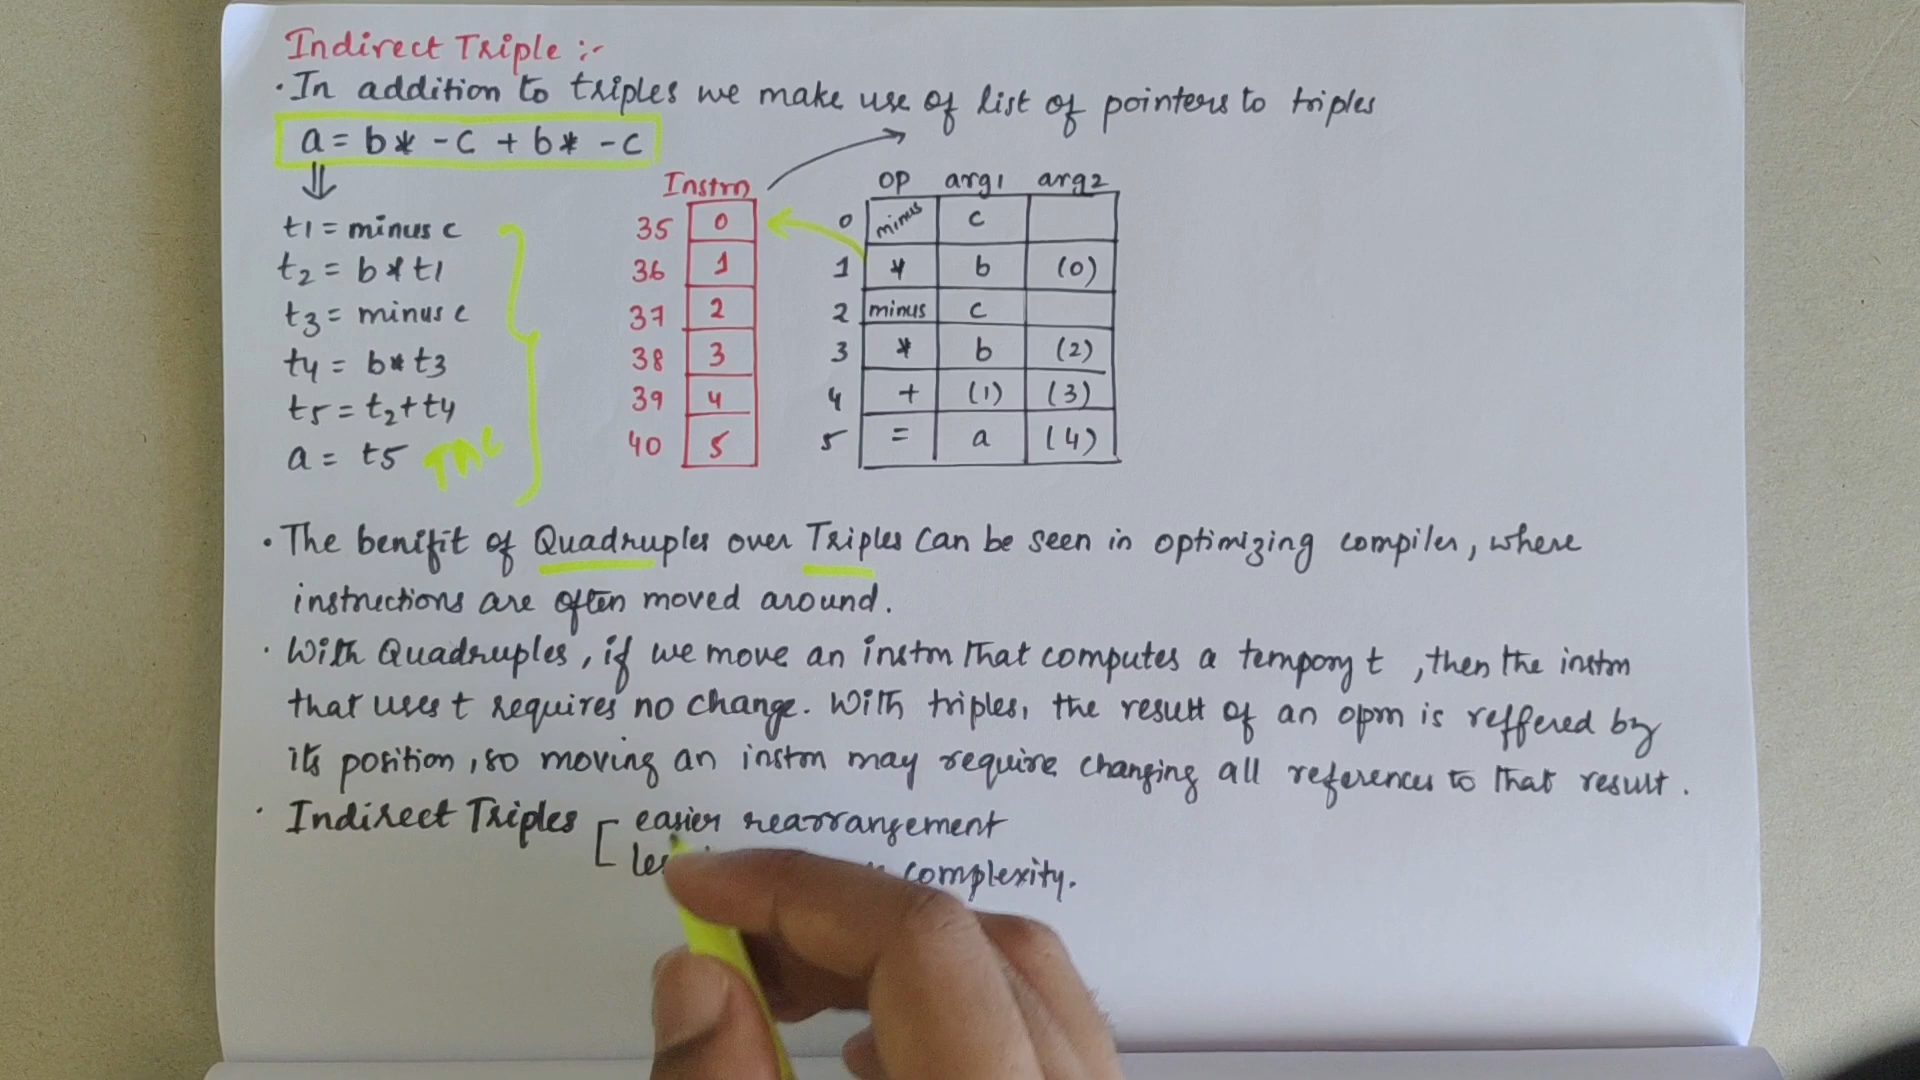 Indirect Triple :-
· In addition to triples we make use of list of pointers to triples
a = b * - c + b * - c
⇓
t1 = minus c
t2 = b * t1
t3 = minus c
t4 = b * t3
t5 = t2 + t4
a = t5
TAC
Instrn
35 0
36 1
37 2
38 3
39 4
40 5
op arg1 arg2
0 minus c
1 * b (0)
2 minus c
3 * b (2)
4 + (1) (3)
5 = a (4)
· The benifit of Quadruples over Triples can be seen in optimizing compiler, where
instructions are often moved around.
· With Quadruples, if we move an instrn that computes a tempory t , then the instrn
that uses t requires no change. With triples, the result of an oprn is reffered by
its position, so moving an instrn may require changing all references to that result .
· Indirect Triples [ easier rearrangement
complexity.